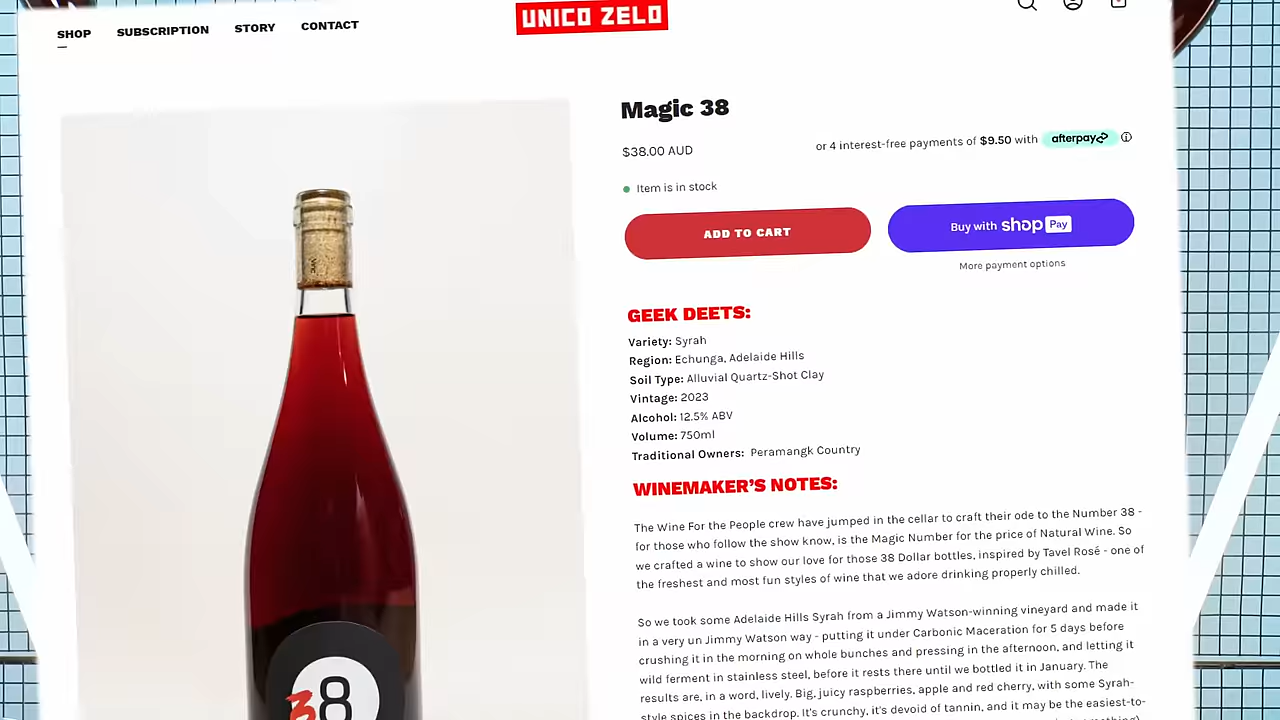 SHOP SUBSCRIPTION STORY CONTACT
UNICO ZELO
Magic 38
$38.00 AUD
or 4 interest-free payments of $9.50 with afterpay
Item is in stock
ADD TO CART
Buy with shop Pay
More payment options
GEEK DEETS:
Variety: Syrah
Region: Echunga, Adelaide Hills
Soil Type: Alluvial Quartz-Shot Clay
Vintage: 2023
Alcohol: 12.5% ABV
Volume: 750ml
Traditional Owners: Peramangk Country
WINEMAKER'S NOTES:
The Wine For the People crew have jumped in the cellar to craft their ode to the Number 38 -
for those who follow the show know, is the Magic Number for the price of Natural Wine. So
we crafted a wine to show our love for those 38 Dollar bottles, inspired by Tavel Rosé - one of
the freshest and most fun styles of wine that we adore drinking properly chilled.
So we took some Adelaide Hills Syrah from a Jimmy Watson-winning vineyard and made it
in a very un Jimmy Watson way - putting it under Carbonic Maceration for 5 days before
crushing it in the morning on whole bunches and pressing in the afternoon, and letting it
wild ferment in stainless steel, before it rests there until we bottled it in January. The
results are, in a word, lively. Big, juicy raspberries, apple and red cherry, with some Syrah-
style spices in the backdrop. It's crunchy, it's devoid of tannin, and it may be the easiest-to-
38